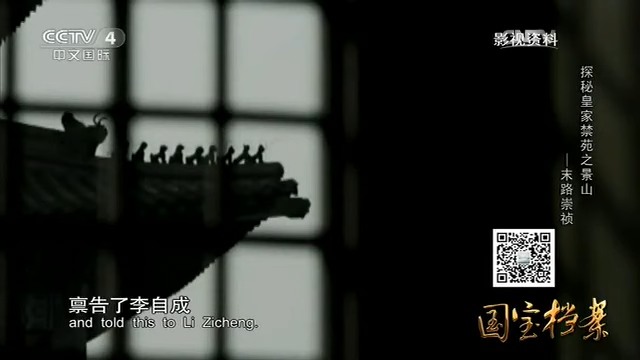 CCTV 4
中文国际
影视资料
探秘皇家禁苑之景山
——末路崇祯
禀告了李自成
and told this to Li Zicheng.
国宝档案